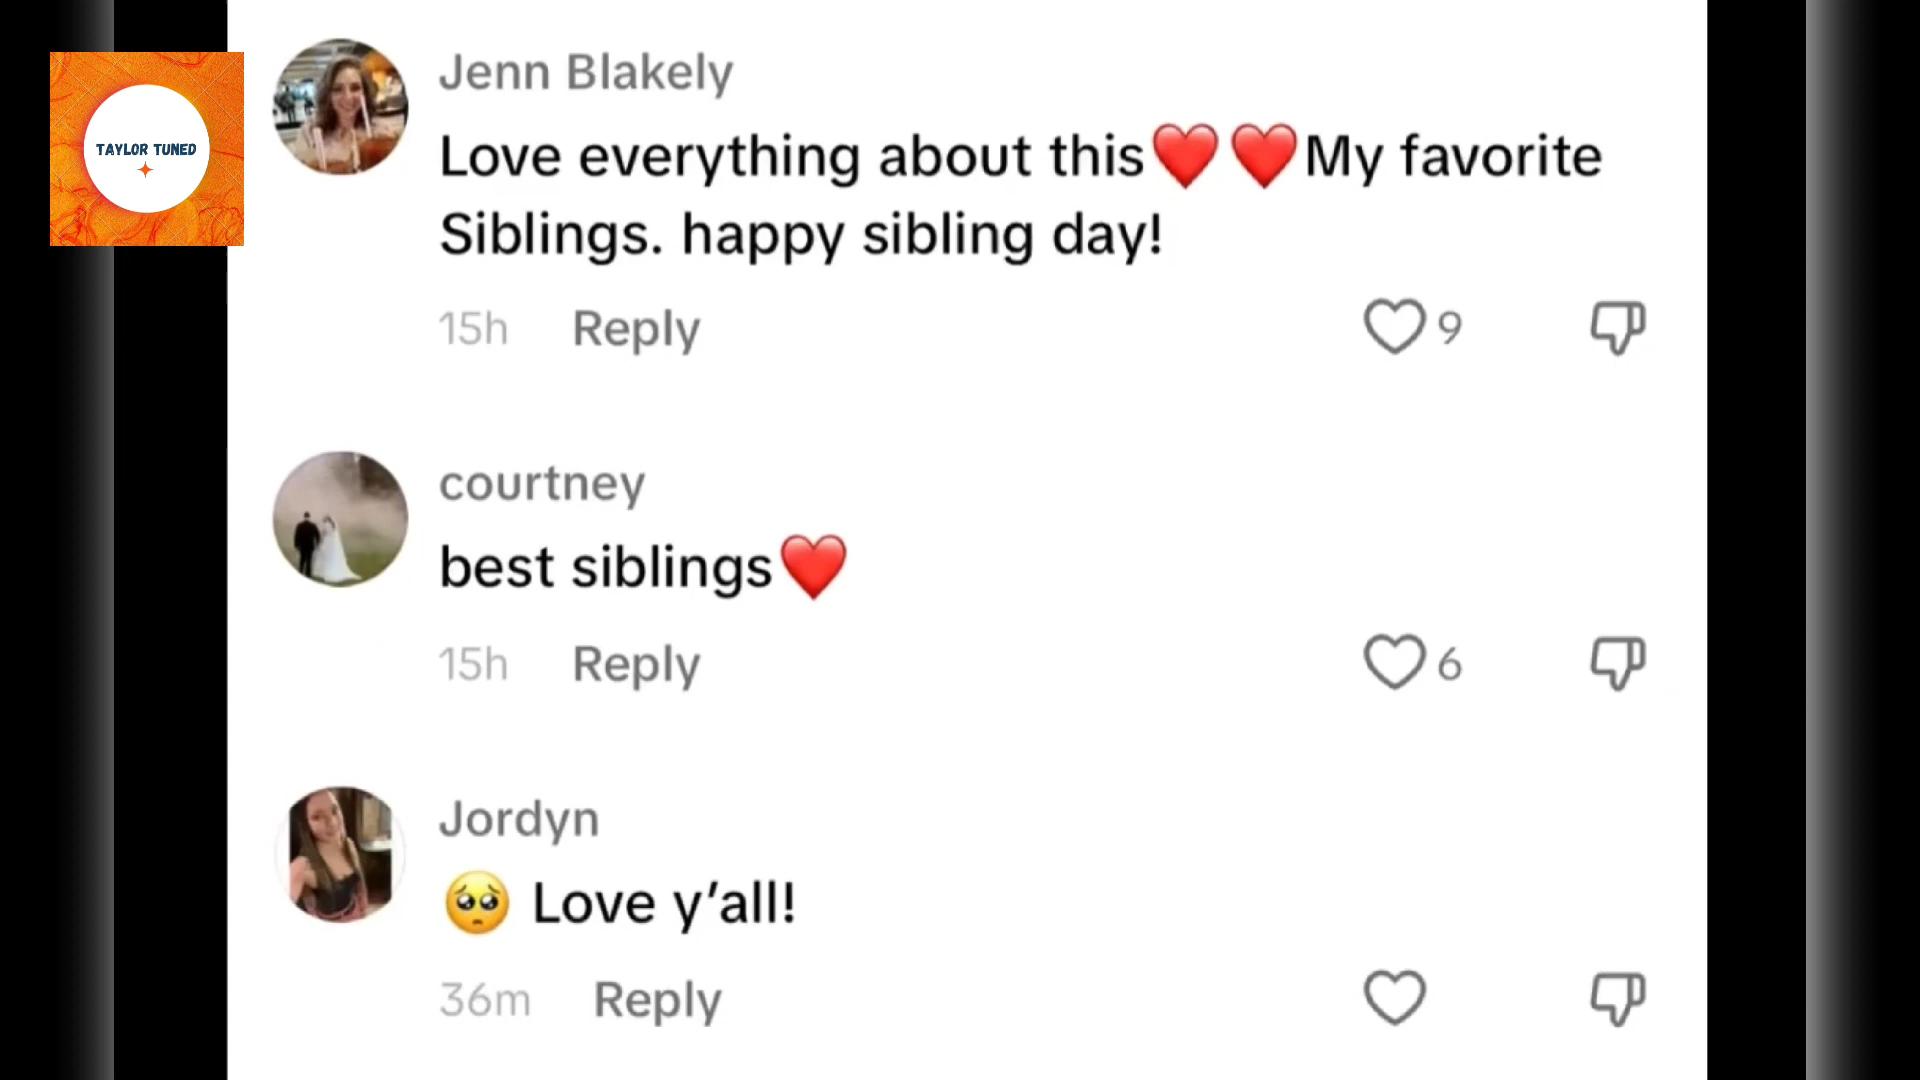 TAYLOR TUNED
Jenn Blakely
Love everything about this❤️❤️My favorite
Siblings. happy sibling day!
15h Reply 9
courtney
best siblings❤️
15h Reply 6
Jordyn
🥺 Love y’all!
36m Reply